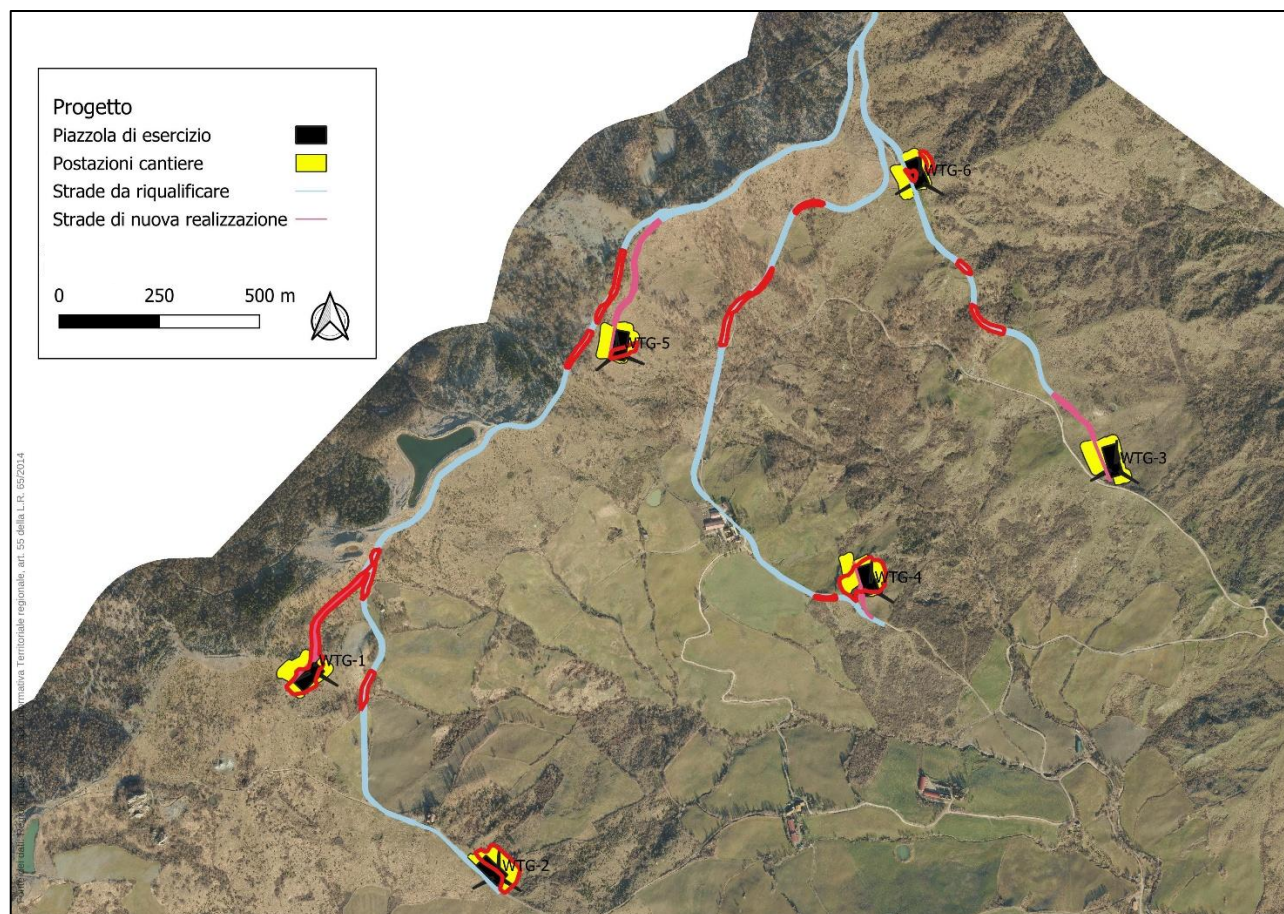 Progetto
Piazzola di esercizio
Postazioni cantiere
Strade da riqualificare
Strade di nuova realizzazione
0 250 500 m
WTG-6
WTG-5
WTG-3
WTG-4
WTG-1
WTG-2
Territoriale regionale, art. 55 della L.R. 65/2014